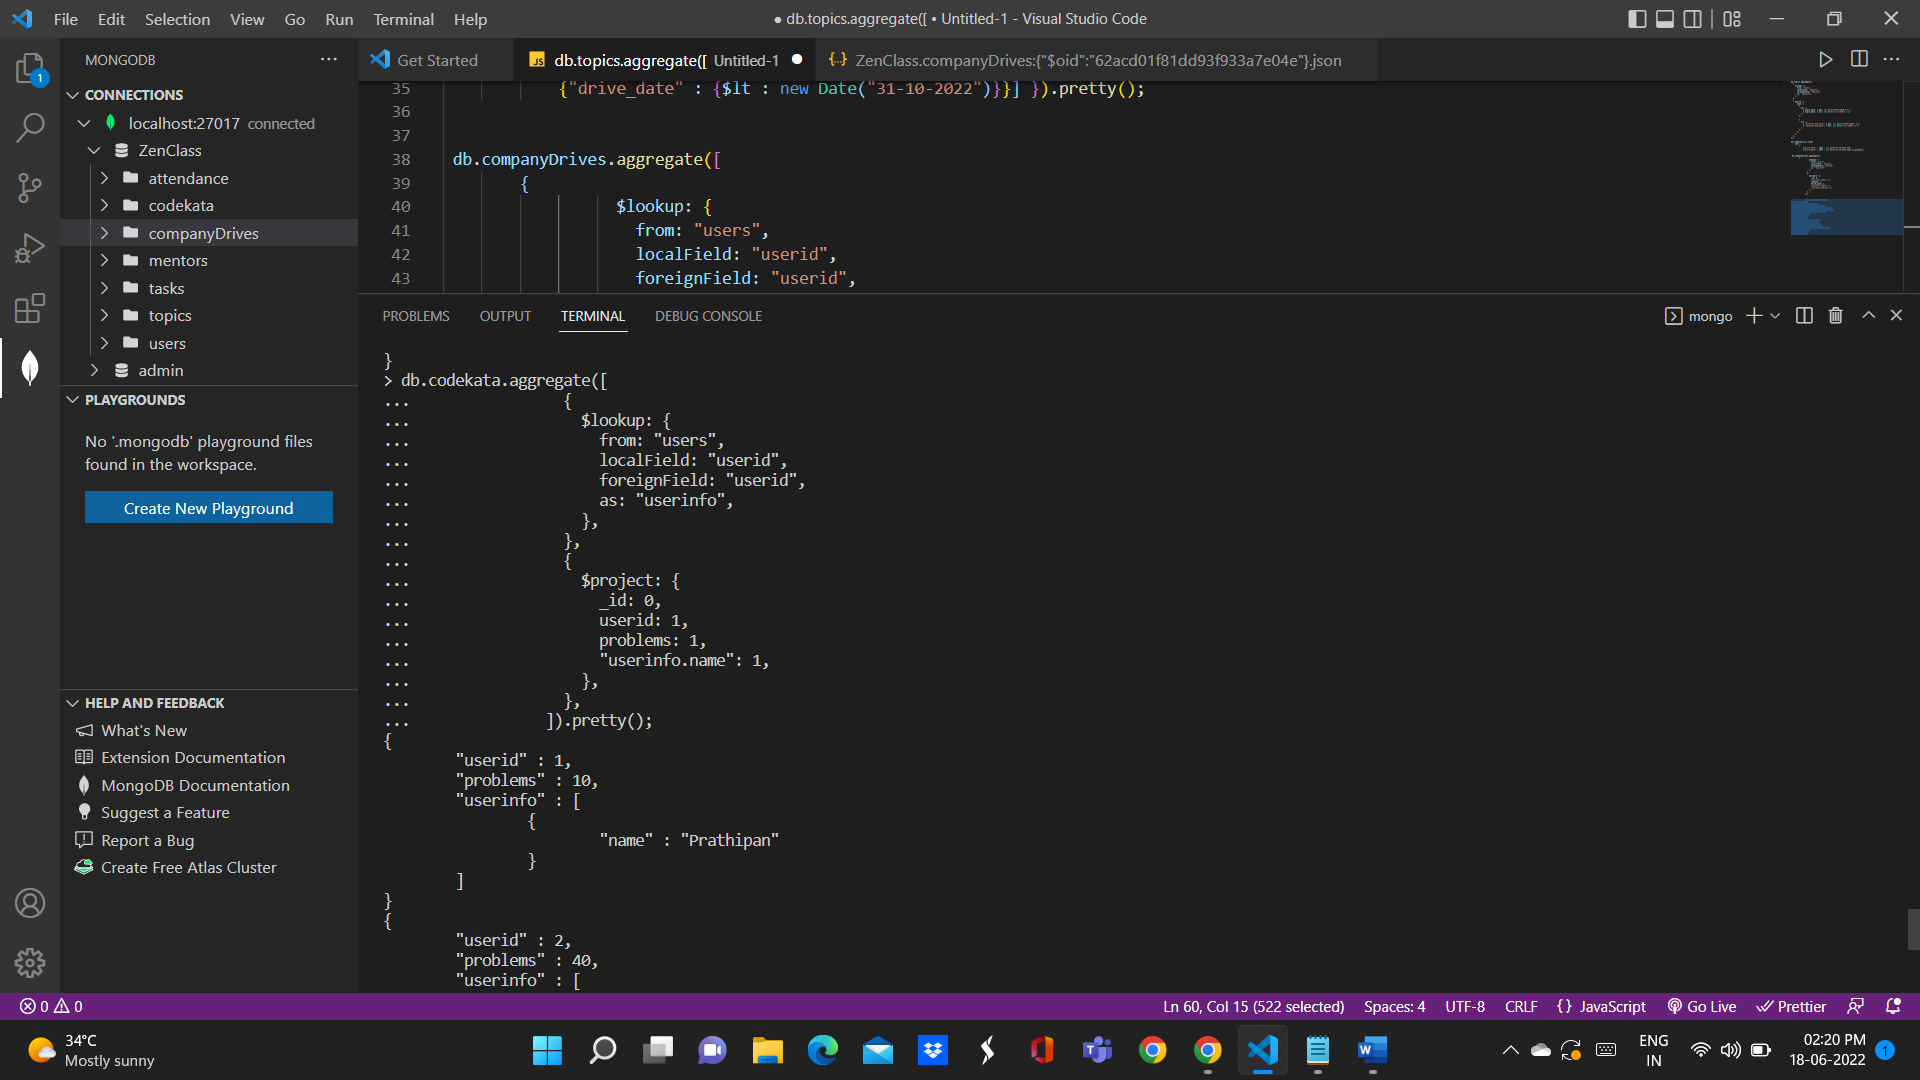 File Edit Selection View Go Run Terminal Help
● db.topics.aggregate([ • Untitled-1 - Visual Studio Code
MONGODB
Get Started
JS db.topics.aggregate([ Untitled-1 ●
{··} ZenClass.companyDrives:{"$oid":"62acd01f81dd93f933a7e04e"}.json
CONNECTIONS
localhost:27017 connected
ZenClass
attendance
codekata
companyDrives
mentors
tasks
topics
users
admin
PLAYGROUNDS
No '.mongodb' playground files
found in the workspace.
Create New Playground
HELP AND FEEDBACK
What's New
Extension Documentation
MongoDB Documentation
Suggest a Feature
Report a Bug
Create Free Atlas Cluster
1
35 {"drive_date" : {$lt : new Date("31-10-2022")}}] }).pretty();
36
37
38 db.companyDrives.aggregate([
39 {
40 $lookup: {
41 from: "users",
42 localField: "userid",
43 foreignField: "userid",
PROBLEMS OUTPUT TERMINAL DEBUG CONSOLE
mongo
}
> db.codekata.aggregate([
... {
... $lookup: {
... from: "users",
... localField: "userid",
... foreignField: "userid",
... as: "userinfo",
... },
... },
... {
... $project: {
... _id: 0,
... userid: 1,
... problems: 1,
... "userinfo.name": 1,
... },
... },
... ]).pretty();
{
"userid" : 1,
"problems" : 10,
"userinfo" : [
{
"name" : "Prathipan"
}
]
}
{
"userid" : 2,
"problems" : 40,
"userinfo" : [
0 0
Ln 60, Col 15 (522 selected) Spaces: 4 UTF-8 CRLF {} JavaScript Go Live Prettier
34°C
Mostly sunny
ENG
IN
02:20 PM
18-06-2022
1